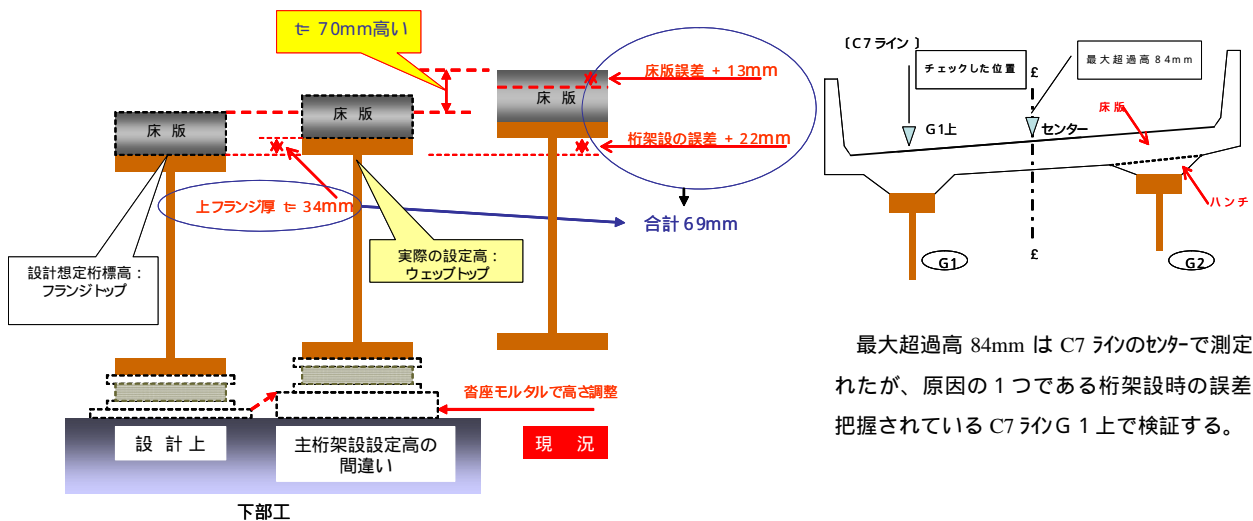 t= 70mm高い
床 版
床 版
床 版
床版誤差 + 13mm
桁架設の誤差 + 22mm
上フランジ厚 t= 34mm
合計 69mm
設計想定桁標高：
フランジトップ
実際の設定高：
ウェッブトップ
沓座モルタルで高さ調整
設 計 上
主桁架設設定高の
間違い
現 況
下部工
〔C7 ライン 〕
チェックした位置
￡
最大超過高84mm
床版
G1上
センター
ハンチ
￡
G1
G2
最大超過高 84mm は C7 ラインのセンターで測定
れたが、原因の１つである桁架設時の誤差
把握されている C7 ラインＧ１上で検証する。